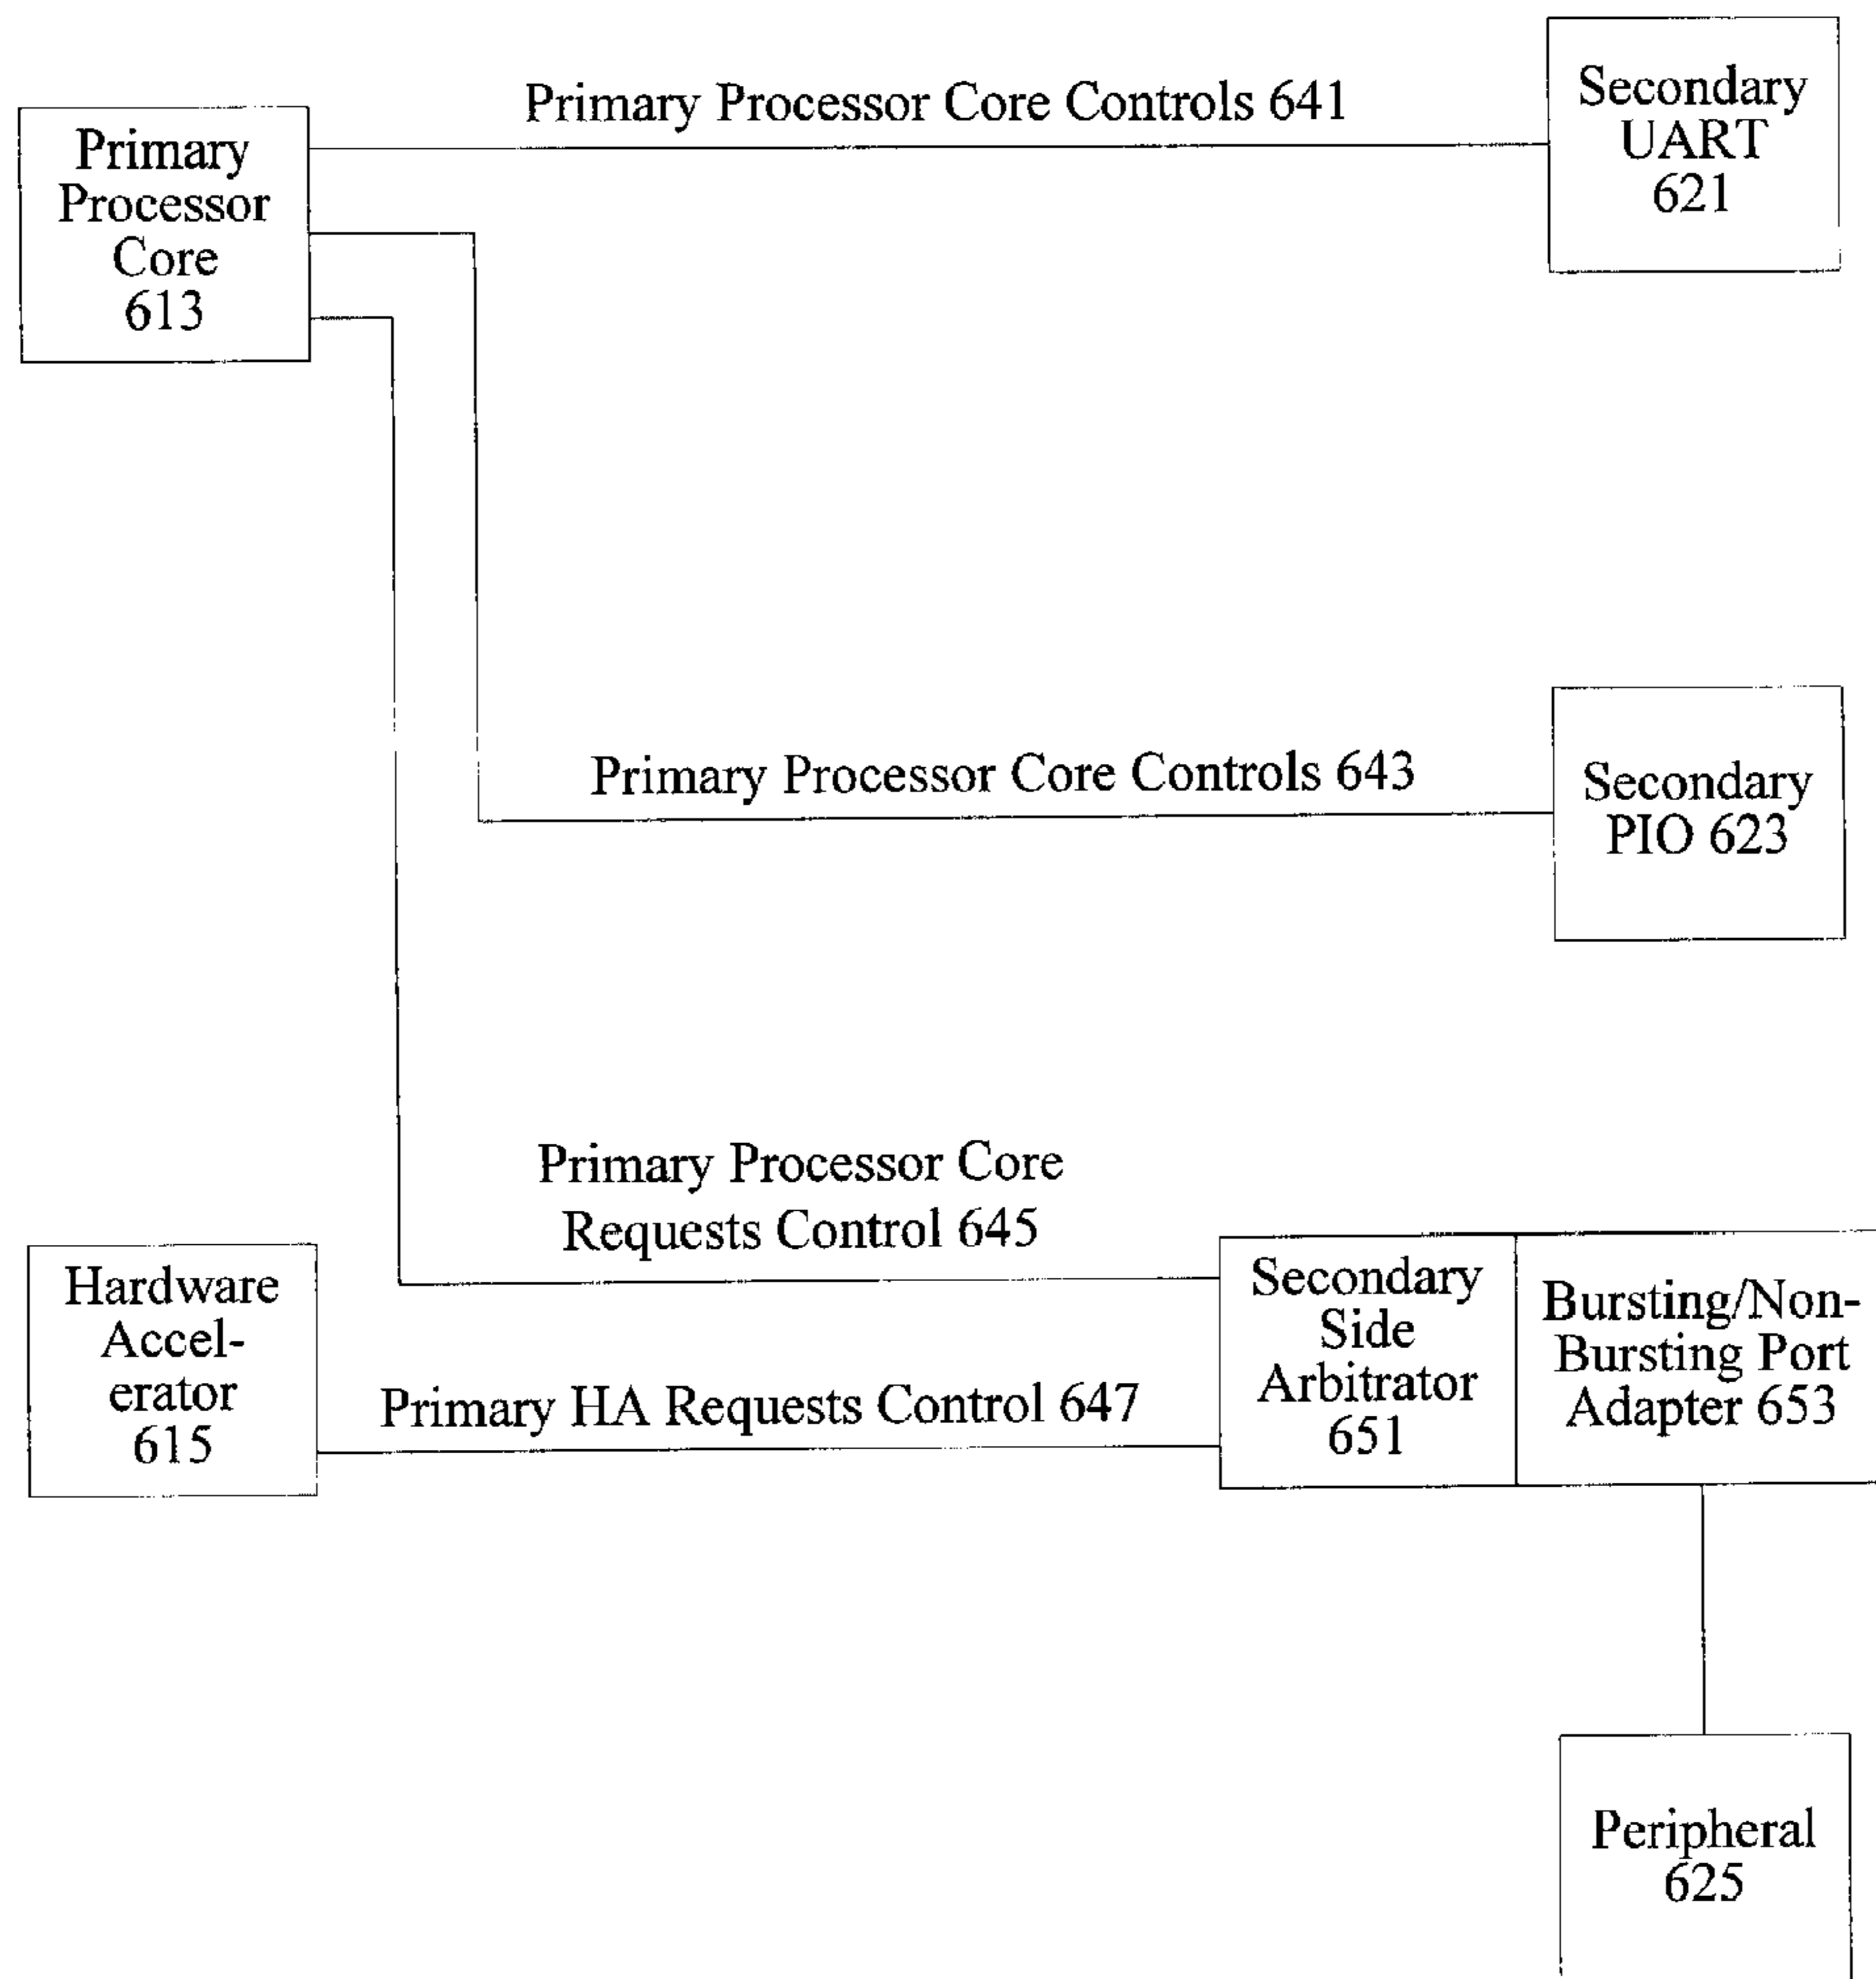 Primary Processor Core Controls 641
Secondary
UART
621
Primary
Processor
Core
613
Primary Processor Core Controls 643
Secondary
PIO 623
Primary Processor Core
Requests Control 645
Hardware
Accel-
erator
615
Primary HA Requests Control 647
Secondary
Side
Arbitrator
651
Bursting/Non-
Bursting Port
Adapter 653
Peripheral
625